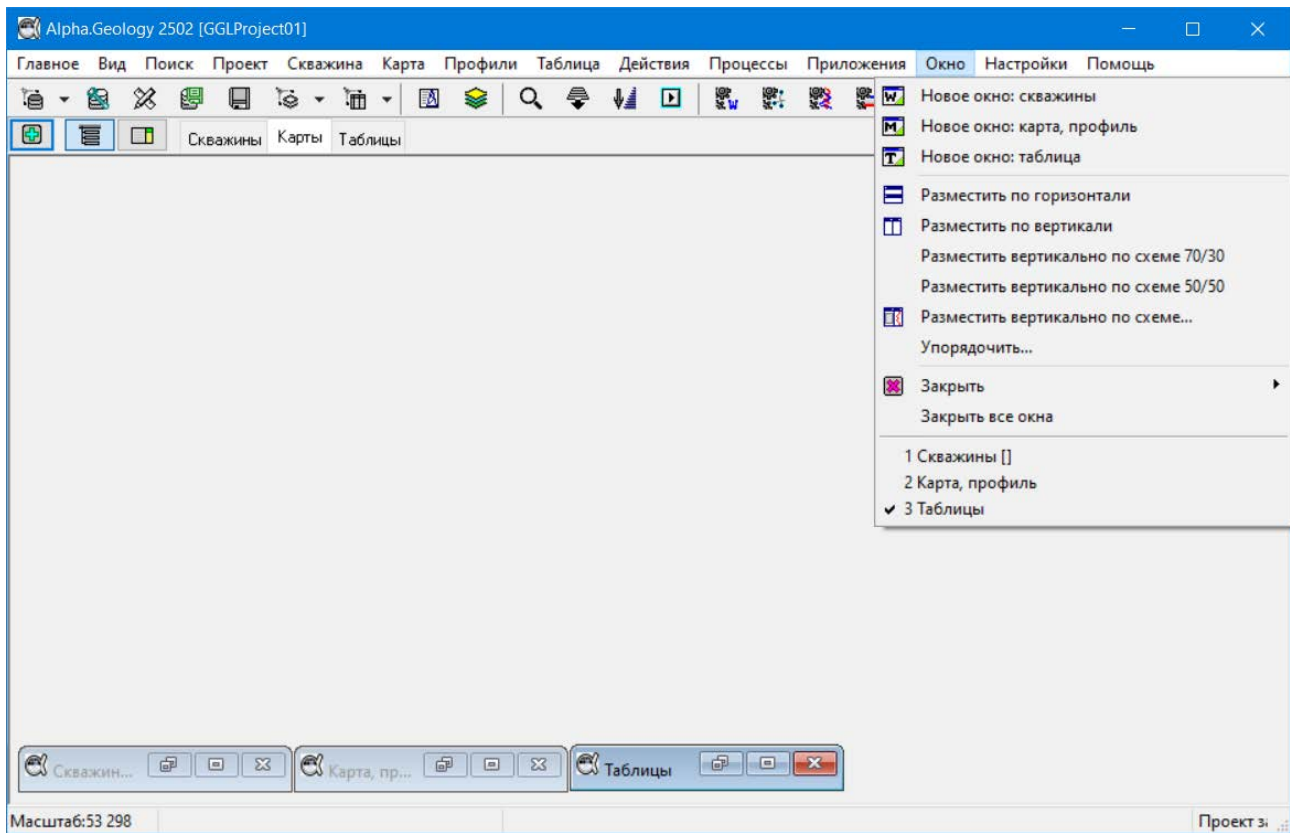 Alpha.Geology 2502 [GGLProject01]
Главное Вид Поиск Проект Скважина Карта Профили Таблица Действия Процессы Приложения Окно Настройки Помощь
Скважины Карты Таблицы
W Новое окно: скважины
M Новое окно: карта, профиль
T Новое окно: таблица
Разместить по горизонтали
Разместить по вертикали
Разместить вертикально по схеме 70/30
Разместить вертикально по схеме 50/50
Разместить вертикально по схеме...
Упорядочить...
Закрыть
Закрыть все окна
1 Скважины []
2 Карта, профиль
3 Таблицы
Скважин... Карта, пр... Таблицы
Масштаб:53 298 Проект